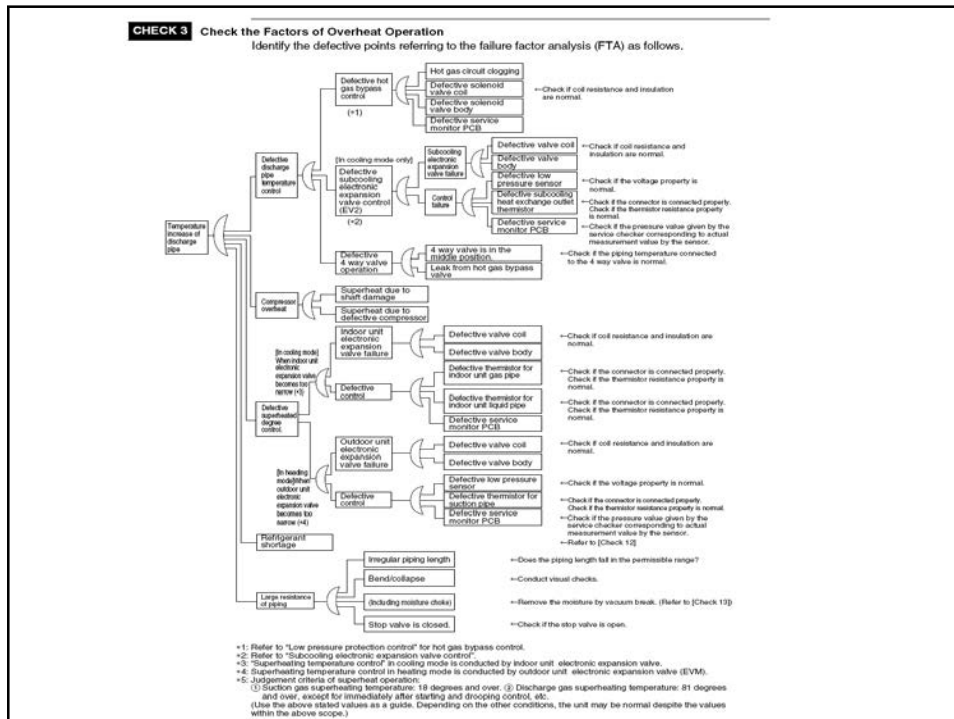 CHECK 3 Check the Factors of Overheat Operation
Identify the defective points referring to the failure factor analysis (FTA) as follows.
Temperature
increase of
discharge
pipe
Defective
discharge
pipe
temperature
control
Defective hot
gas bypass
control
(*1)
Hot gas circuit clogging
Defective solenoid
valve coil
←Check if coil resistance and insulation
are normal.
Defective solenoid
valve body
Defective service
monitor PCB
[In cooling mode only]
Defective
subcooling
electronic
expansion
valve control
(EV2)
(*2)
Subcooling
electronic
expansion
valve failure
Defective valve coil
←Check if coil resistance and
insulation are normal.
Defective valve
body
Control
failure
Defective low
pressure sensor
←Check if the voltage property is
normal.
Defective subcooling
heat exchange outlet
thermistor
←Check if the connector is connected properly.
Check if the thermistor resistance property
is normal.
Defective service
monitor PCB
←Check if the pressure value given by the
service checker corresponding to actual
measurement value by the sensor.
Defective
4 way valve
operation
4 way valve is in the
middle position.
←Check if the piping temperature connected
to the 4 way valve is normal.
Leak from hot gas bypass
valve
Compressor
overheat
Superheat due to
shaft damage
Superheat due to
defective compressor
Defective
superheated
degree
control.
[In cooling mode]
When indoor unit
electronic
expansion valve
becomes too
narrow (*3)
Indoor unit
electronic
expansion
valve failure
Defective valve coil
←Check if coil resistance and insulation are
normal.
Defective valve body
Defective
control
Defective thermistor for
indoor unit gas pipe
←Check if the connector is connected properly.
Check if the thermistor resistance property is
normal.
Defective thermistor for
indoor unit liquid pipe
←Check if the connector is connected properly.
Check if the thermistor resistance property is
normal.
Defective service
monitor PCB
[In heading
mode]When
outdoor unit
electronic
expansion valve
becomes too
narrow (*4)
Outdoor unit
electronic
expansion
valve failure
Defective valve coil
←Check if coil resistance and insulation are
normal.
Defective valve body
Defective
control
Defective low pressure
sensor
←Check if the voltage property is normal.
Defective thermistor for
suction pipe
←Check if the connector is connected properly.
Check if the thermistor resistance property is normal.
Defective service
monitor PCB
←Check if the pressure value given by the
service checker corresponding to actual
measurement value by the sensor.
Refrigerant
shortage
←Refer to [Check 12]
Large resistance
of piping
Irregular piping length
←Does the piping length fall in the permissible range?
Bend/collapse
←Conduct visual checks.
(Including moisture choke)
←Remove the moisture by vacuum break. (Refer to [Check 13])
Stop valve is closed.
←Check if the stop valve is open.
*1: Refer to "Low pressure protection control" for hot gas bypass control.
*2: Refer to "Subcooling electronic expansion valve control".
*3: "Superheating temperature control" in cooling mode is conducted by indoor unit electronic expansion valve.
*4: Superheating temperature control in heating mode is conducted by outdoor unit electronic expansion valve (EVM).
*5: Judgement criteria of superheat operation:
① Suction gas superheating temperature: 18 degrees and over. ② Discharge gas superheating temperature: 81 degrees
and over, except for immediately after starting and drooping control, etc.
(Use the above stated values as a guide. Depending on the other conditions, the unit may be normal despite the values
within the above scope.)